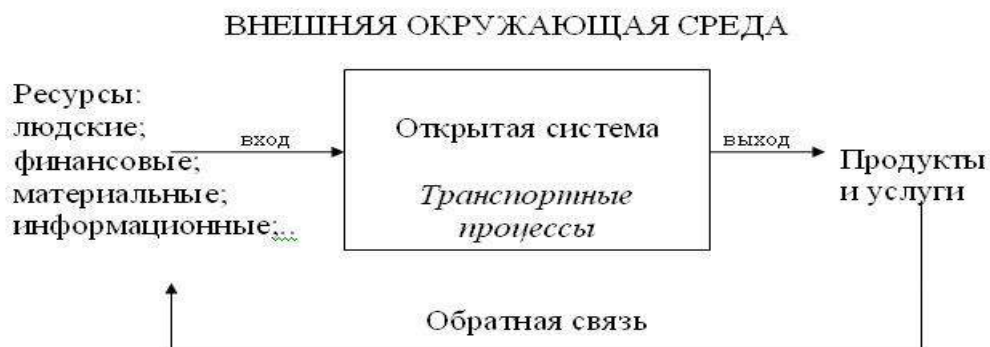 ВНЕШНЯЯ ОКРУЖАЮЩАЯ СРЕДА
Ресурсы:
людские;
финансовые;
материальные;
информационные;..
вход
Открытая система
Транспортные
процессы
выход
Продукты
и услуги
Обратная связь